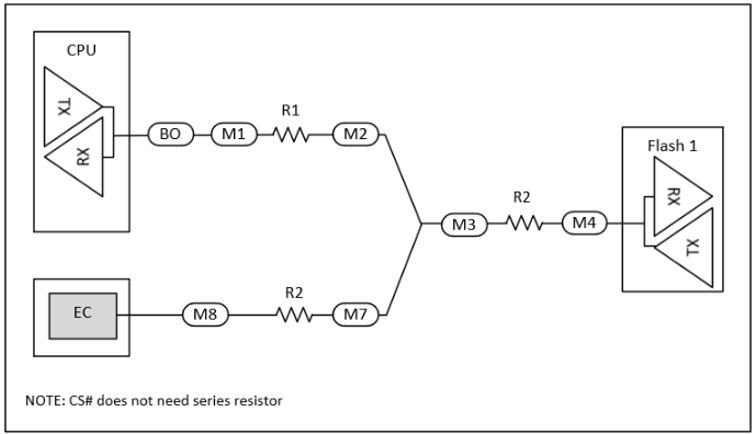 CPU
TX
RX
BO
M1
R1
M2
M3
R2
M4
Flash 1
RX
TX
EC
M8
R2
M7
NOTE: CS# does not need series resistor